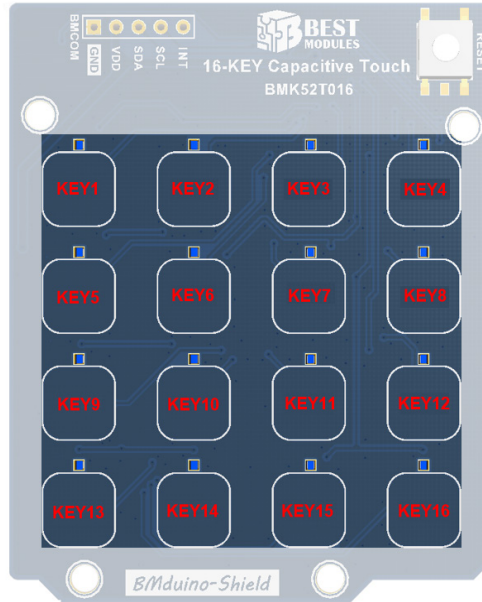 BMCOM
GND
VDD
SDA
SCL
INT
BEST
MODULES
RESET
16-KEY Capacitive Touch
BMK52T016
KEY1 KEY2 KEY3 KEY4
KEY5 KEY6 KEY7 KEY8
KEY9 KEY10 KEY11 KEY12
KEY13 KEY14 KEY15 KEY16
BMduino-Shield